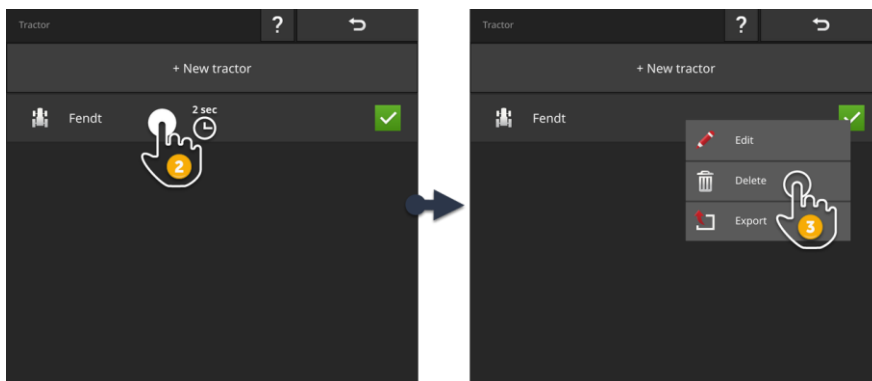 Tractor
?
+ New tractor
Fendt
2 sec
2
Tractor
?
+ New tractor
Fendt
Edit
Delete
Export
3